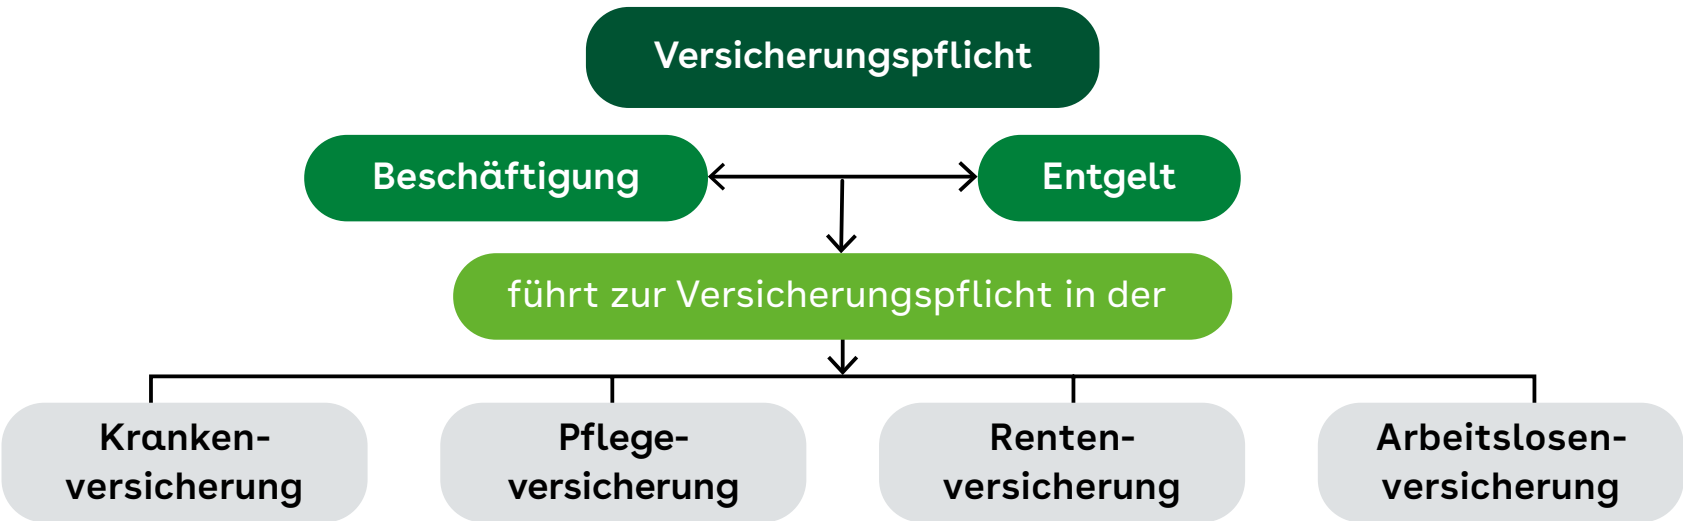 Versicherungspflicht
Beschäftigung
Entgelt
führt zur Versicherungspflicht in der
Kranken-
versicherung
Pflege-
versicherung
Renten-
versicherung
Arbeitslosen-
versicherung